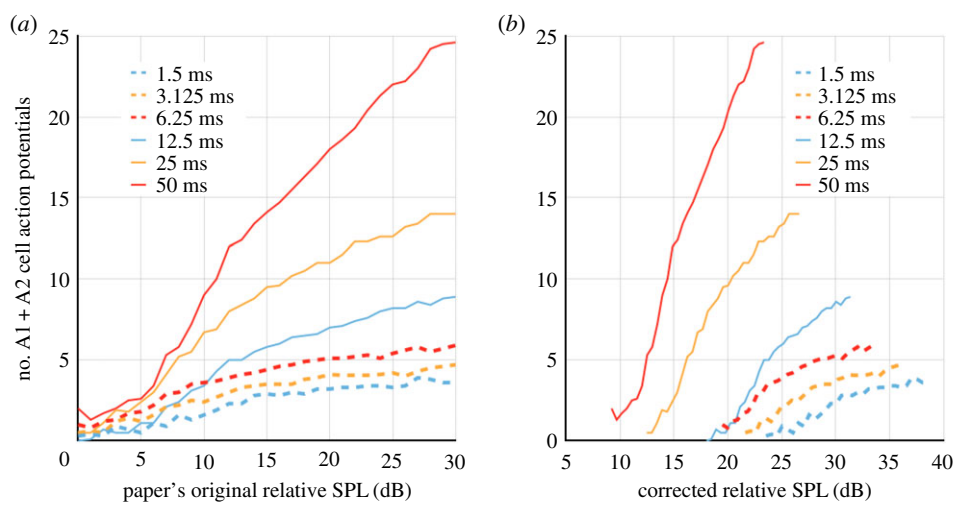 (a)
(b)
25
20
15
10
5
0
no. A1 + A2 cell action potentials
1.5 ms
3.125 ms
6.25 ms
12.5 ms
25 ms
50 ms
5
10
15
20
25
30
paper's original relative SPL (dB)
25
20
15
10
5
0
1.5 ms
3.125 ms
6.25 ms
12.5 ms
25 ms
50 ms
5
10
15
20
25
30
35
40
corrected relative SPL (dB)